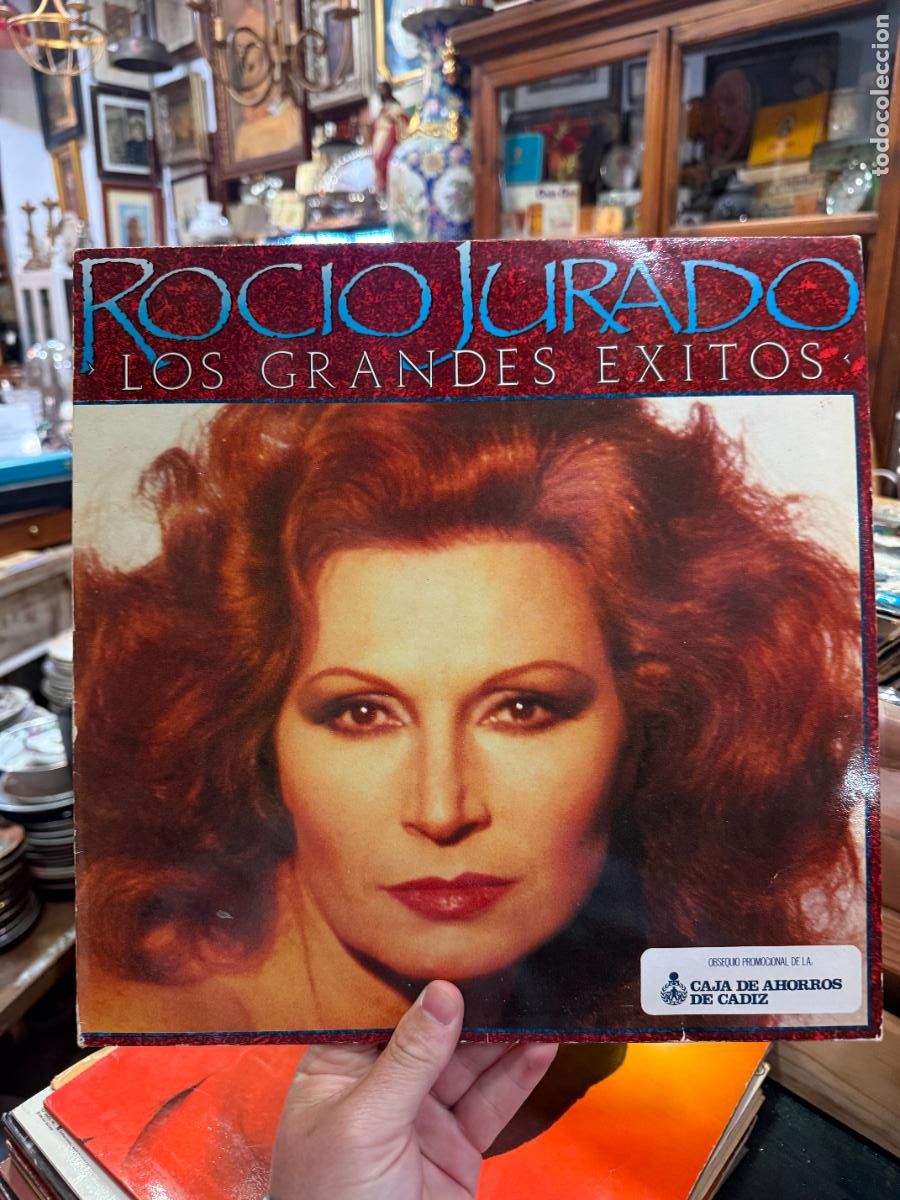 todocoleccion
ROCIO JURADO
LOS GRANDES EXITOS
OBSEQUIO PROMOCIONAL DE LA:
CAJA DE AHORROS
DE CADIZ